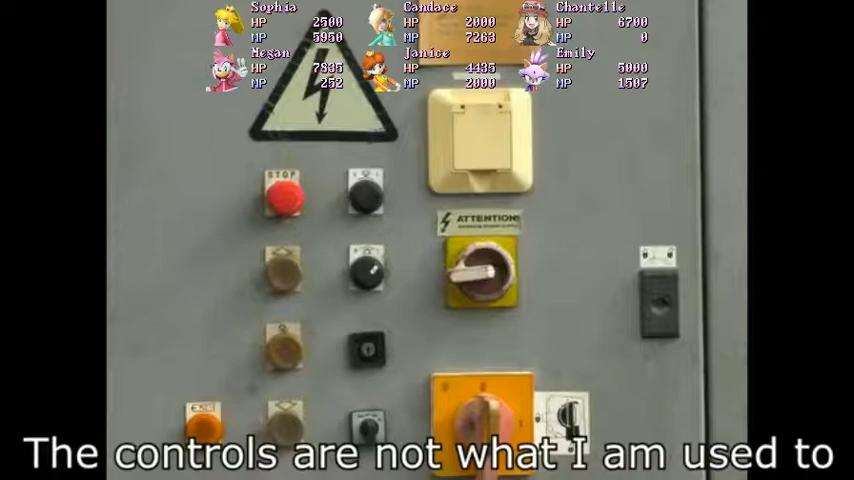 Sophia
HP 2500
MP 5950
Candace
HP 2000
MP 7263
Chantelle
HP 6700
MP 0
Megan
HP 7835
MP 252
Janice
HP 4435
MP 2000
Emily
HP 5000
MP 1507
STOP
ATTENTION
The controls are not what I am used to